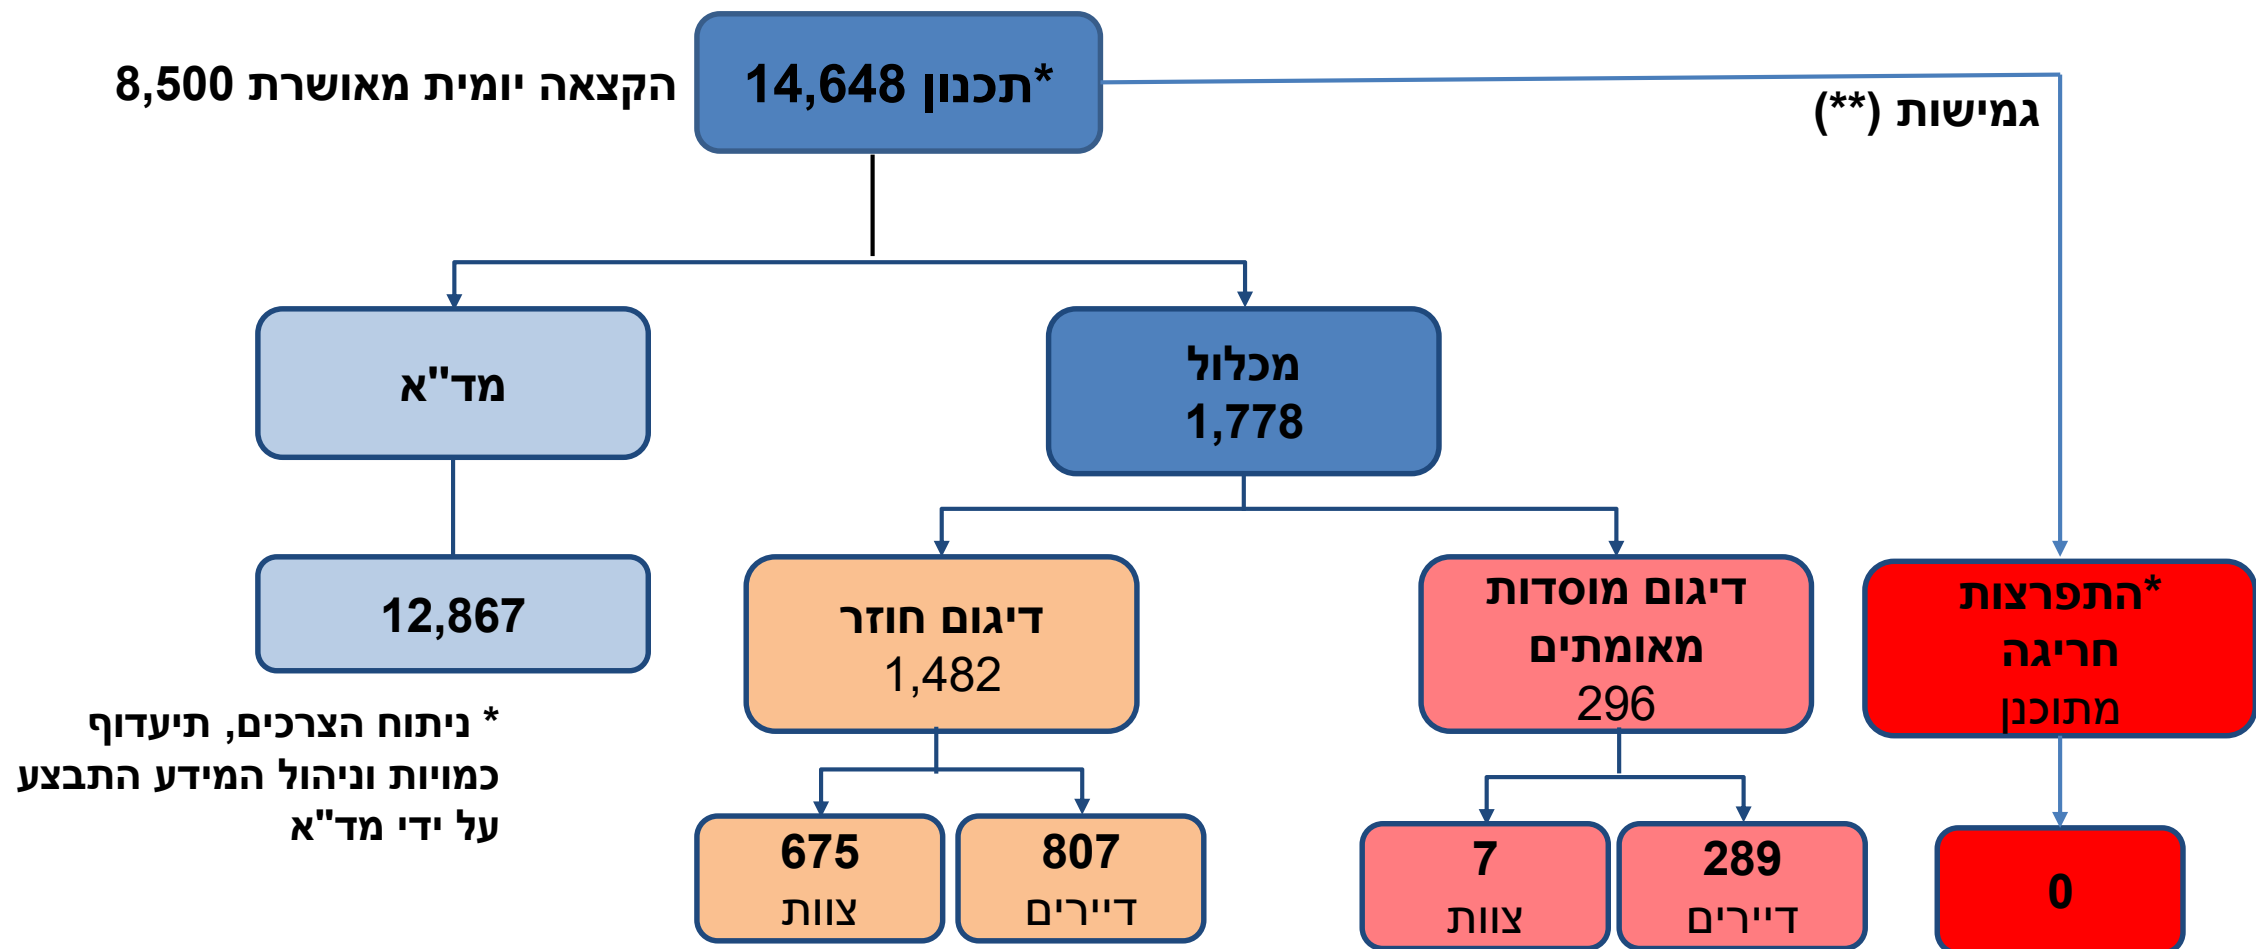 *תכנון 14,648
הקצאה יומית מאושרת 8,500
גמישות (**)
מכלול
1,778
מד"א
*התפרצות
חריגה
מתוכנן
דיגום מוסדות
מאומתים
296
דיגום חוזר
1,482
12,867
0
289
דיירים
7
צוות
807
דיירים
675
צוות
* ניתוח הצרכים, תיעדוף
כמויות וניהול המידע התבצע
על ידי מד"א